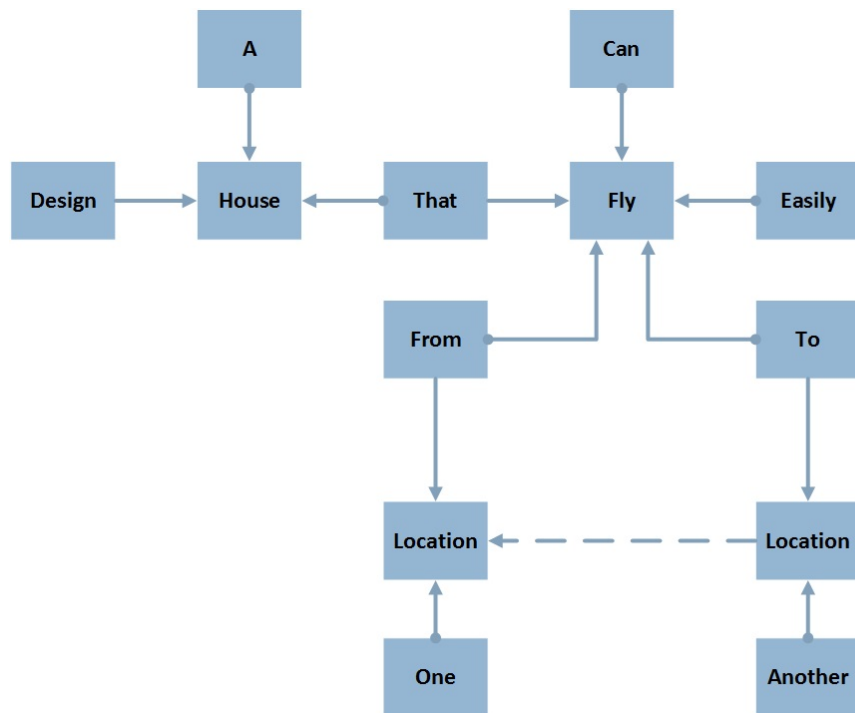 A
Can
Design
House
That
Fly
Easily
From
To
Location
Location
One
Another